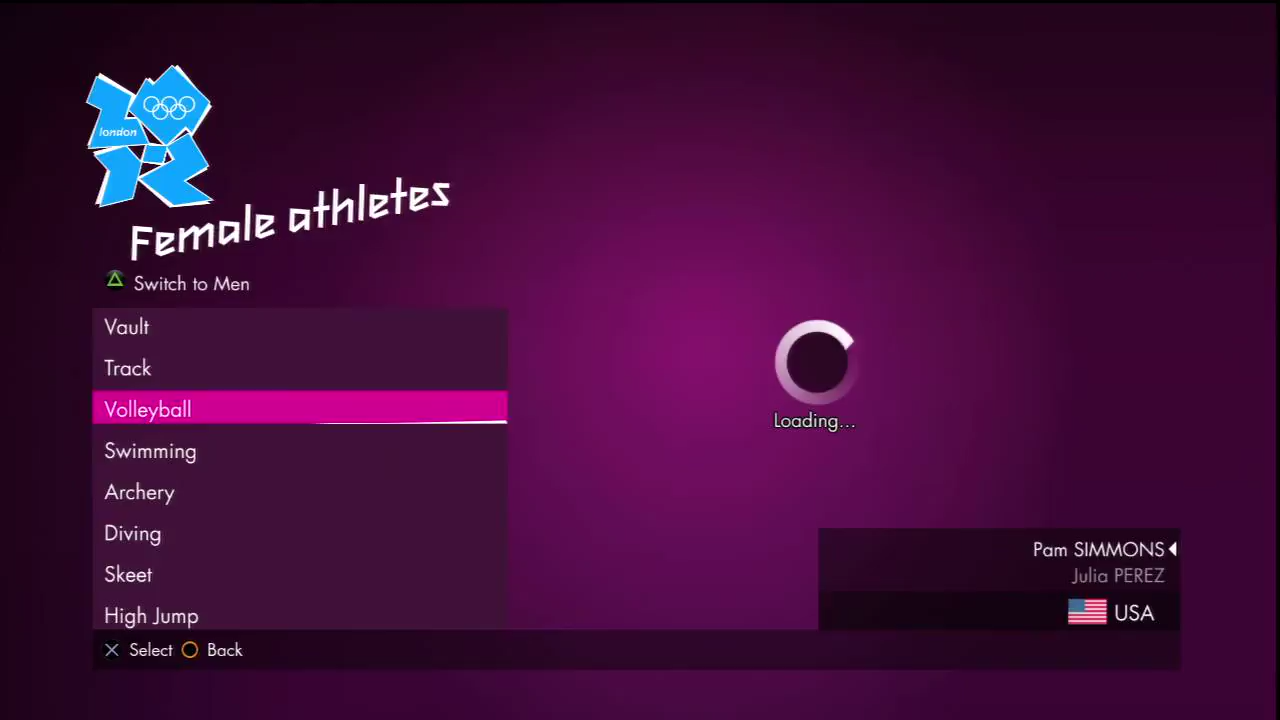 london
Female athletes
Switch to Men
Vault
Track
Volleyball
Swimming
Archery
Diving
Skeet
High Jump
Loading...
Pam SIMMONS
Julia PEREZ
USA
Select
Back